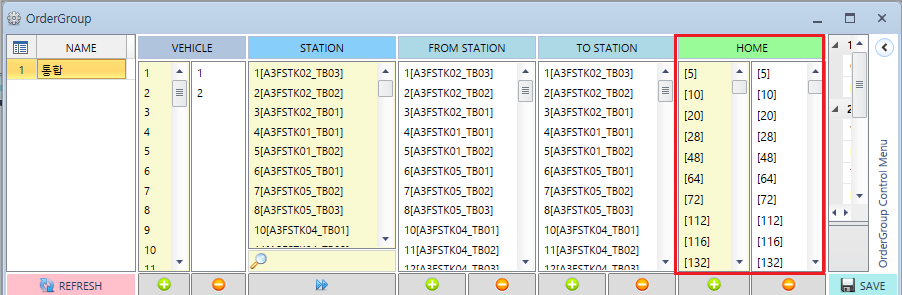 OrderGroup
NAME VEHICLE STATION FROM STATION TO STATION HOME 1
1 통합 1 1 1[A3FSTK02_TB03] 1[A3FSTK02_TB03] 1[A3FSTK02_TB03] [5] [5]
2 2 2[A3FSTK02_TB02] 2[A3FSTK02_TB02] 2[A3FSTK02_TB02] [10] [10]
3 3[A3FSTK02_TB01] 3[A3FSTK02_TB01] 3[A3FSTK02_TB01] [20] [20] 2
4 4[A3FSTK01_TB01] 4[A3FSTK01_TB01] 4[A3FSTK01_TB01] [28] [28]
5 5[A3FSTK01_TB02] 5[A3FSTK01_TB02] 5[A3FSTK01_TB02] [48] [48]
6 6[A3FSTK05_TB01] 6[A3FSTK05_TB01] 6[A3FSTK05_TB01] [64] [64]
7 7[A3FSTK05_TB02] 7[A3FSTK05_TB02] 7[A3FSTK05_TB02] [72] [72]
8 8[A3FSTK05_TB03] 8[A3FSTK05_TB03] 8[A3FSTK05_TB03] [112] [112]
9 10[A3FSTK04_TB01] 10[A3FSTK04_TB01] 10[A3FSTK04_TB01] [116] [116]
10 11[A3FSTK04_TB02] 11[A3FSTK04_TB02] [132] [132]
11 12[A3FSTK04_TB03] 12[A3FSTK04_TB03]
OrderGroup Control Menu
REFRESH SAVE